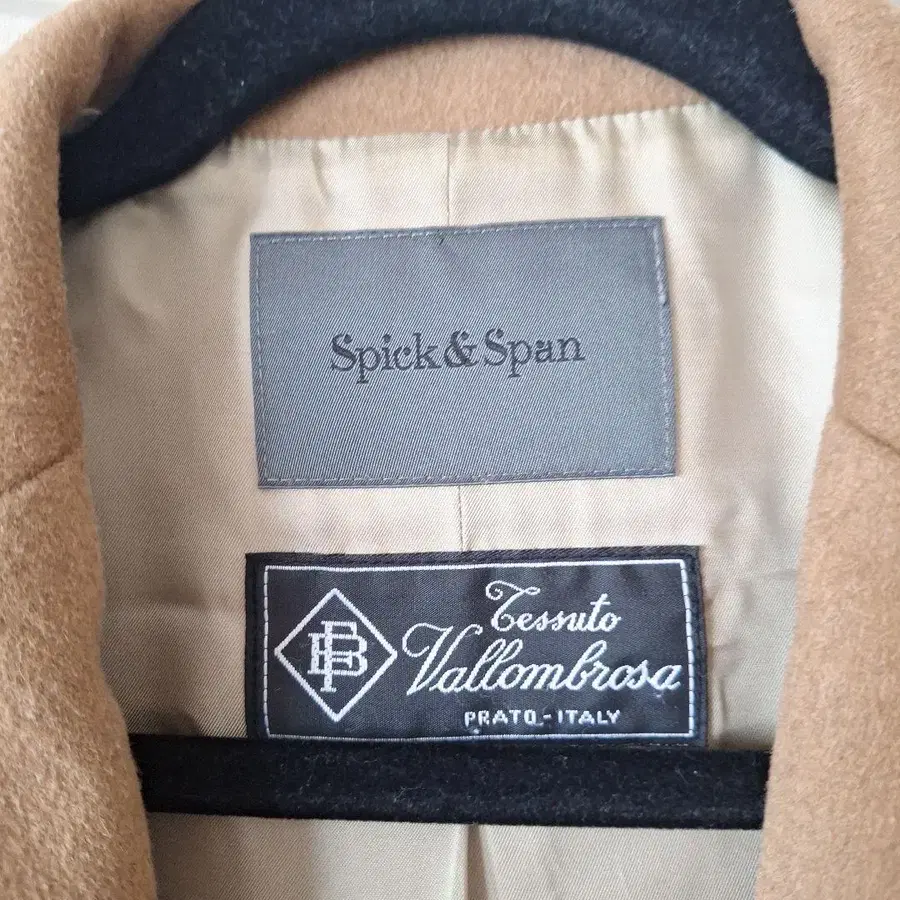 Spick&Span
Tessuto
Vallombrosa
PRATO.-ITALY